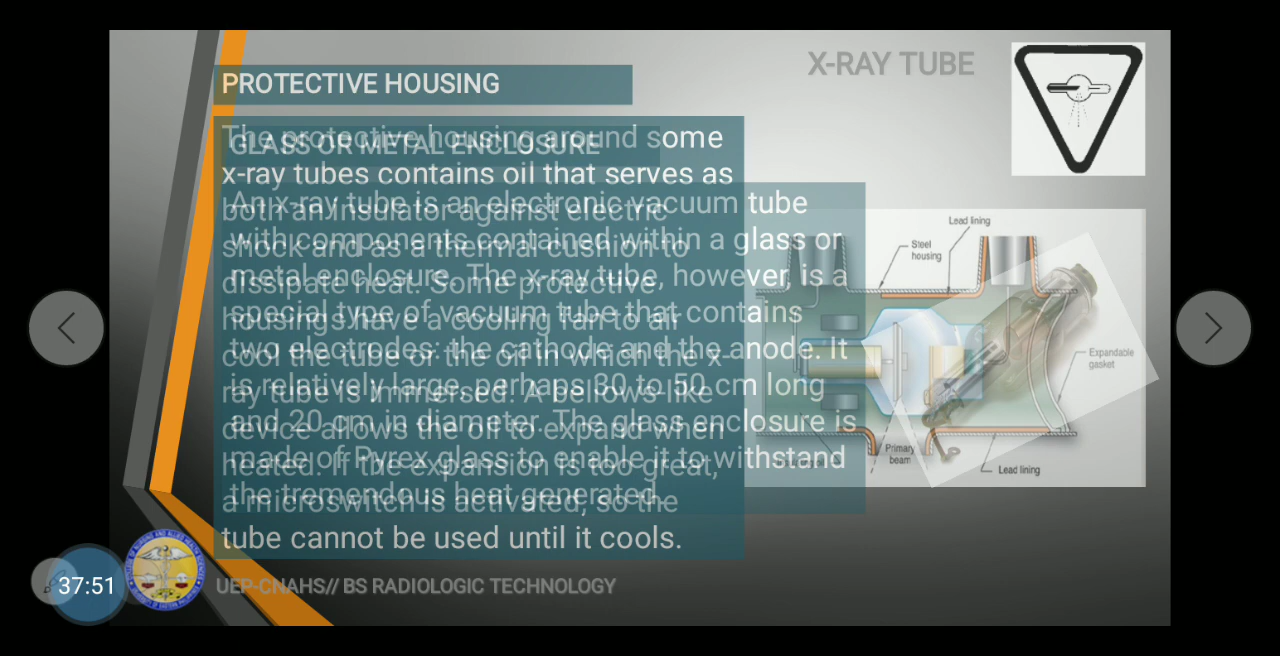 X-RAY TUBE
PROTECTIVE HOUSING
The protective housing around some
x-ray tubes contains oil that serves as
both an insulator against electric
shock and as a thermal cushion to
dissipate heat. Some protective
housings have a cooling fan to air
cool the tube or the oil in which the x-
ray tube is immersed. A bellows-like
device allows the oil to expand when
heated. If the expansion is too great,
a microswitch is activated, so the
tube cannot be used until it cools.
GLASS OR METAL ENCLOSURE
An x-ray tube is an electronic vacuum tube
with components contained within a glass or
metal enclosure. The x-ray tube, however, is a
special type of vacuum tube that contains
two electrodes: the cathode and the anode. It
is relatively large, perhaps 30 to 50 cm long
and 20 cm in diameter. The glass enclosure is
made of Pyrex glass to enable it to withstand
the tremendous heat generated.
Lead lining
Steel
housing
Expandable
gasket
Primary
beam
Lead lining
37:51
UEP-CNAHS// BS RADIOLOGIC TECHNOLOGY